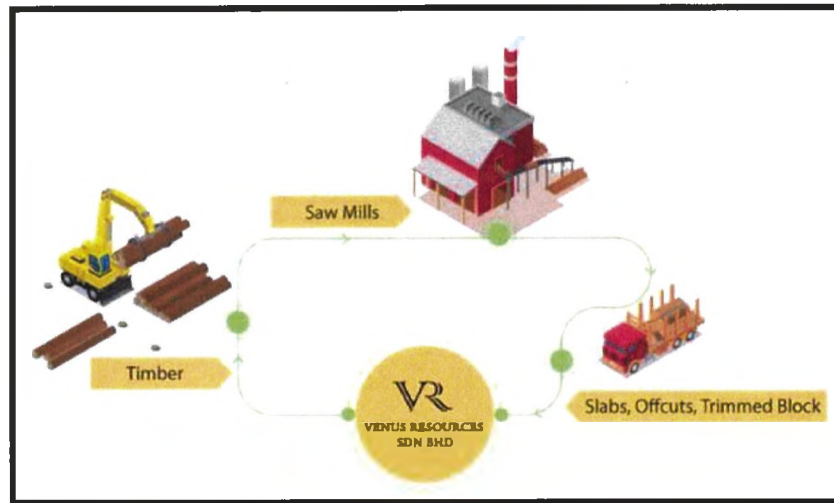 Saw Mills
Timber
VR
VENUS RESOURCES
SDN BHD
Slabs, Offcuts, Trimmed Block